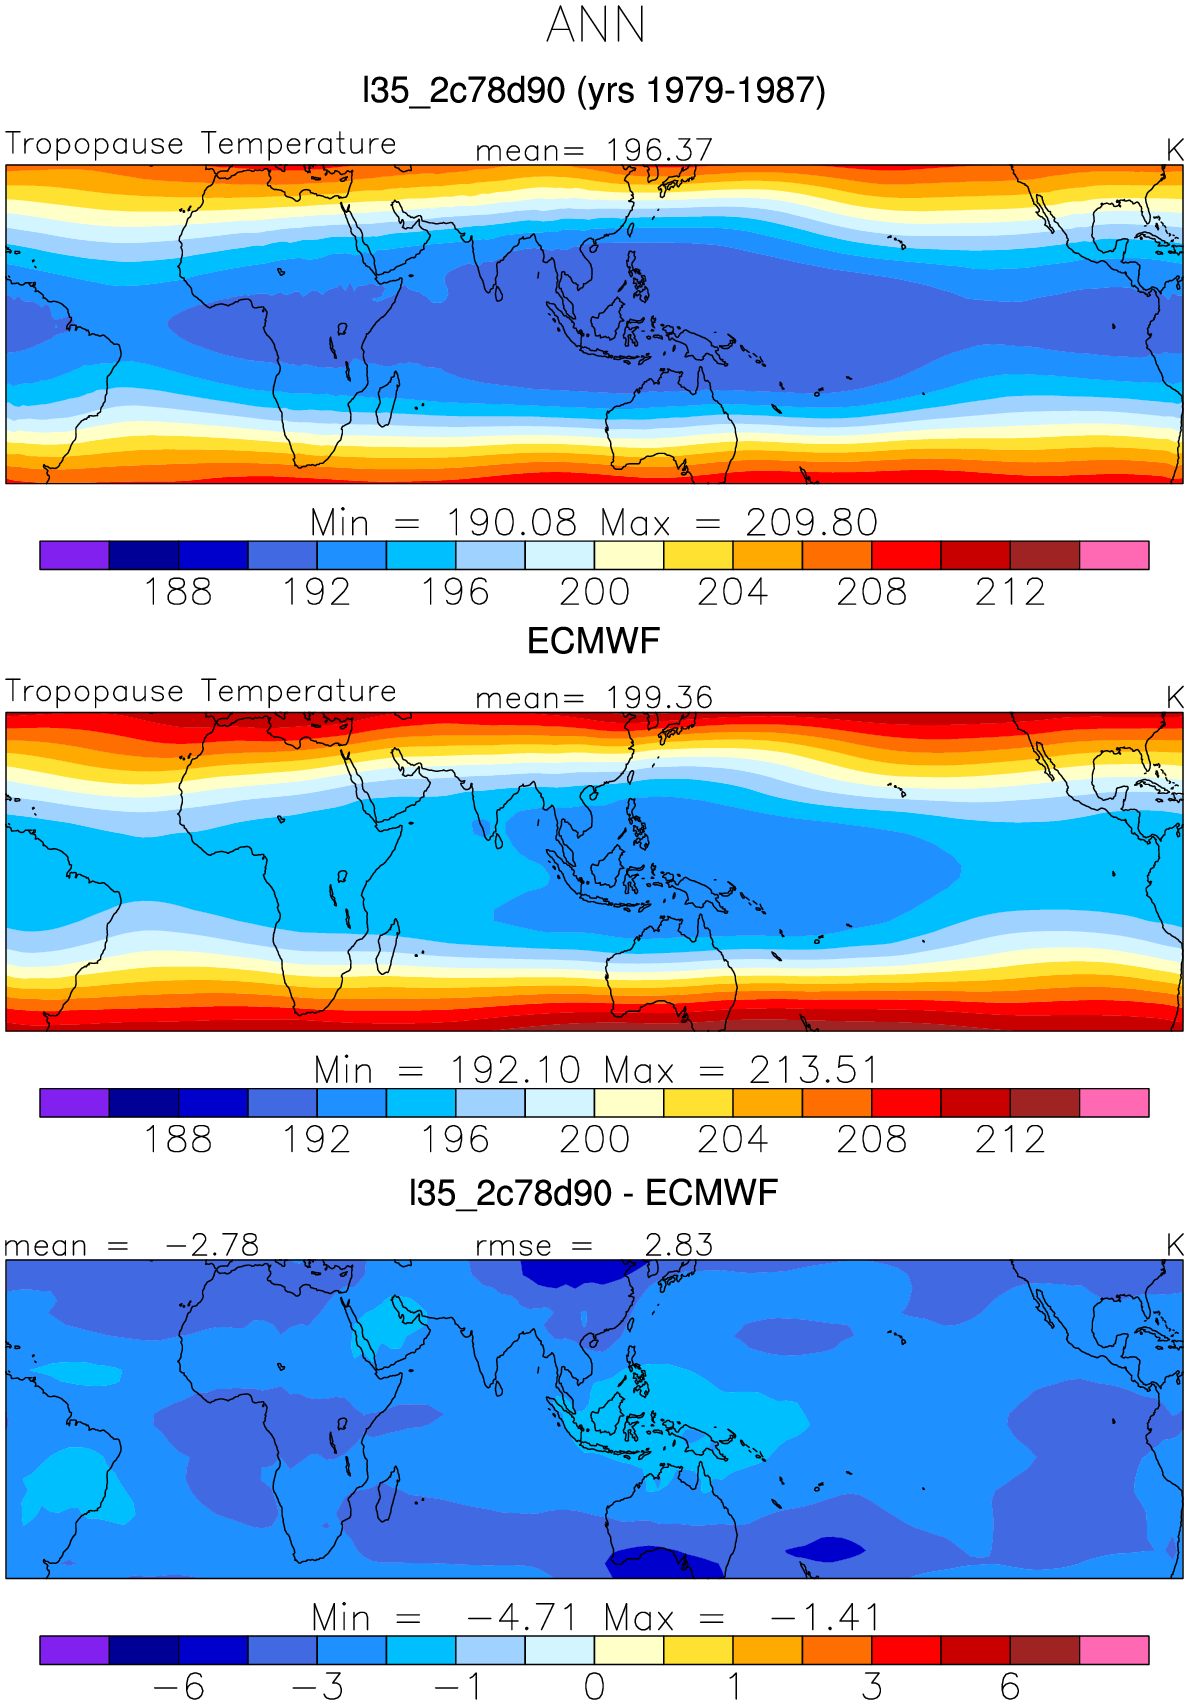 ANN
l35_2c78d90 (yrs 1979-1987)
Tropopause Temperature mean= 196.37 K
Min = 190.08 Max = 209.80
188 192 196 200 204 208 212
ECMWF
Tropopause Temperature mean= 199.36 K
Min = 192.10 Max = 213.51
188 192 196 200 204 208 212
l35_2c78d90 - ECMWF
mean = −2.78 rmse = 2.83 K
Min = −4.71 Max = −1.41
−6 −3 −1 0 1 3 6